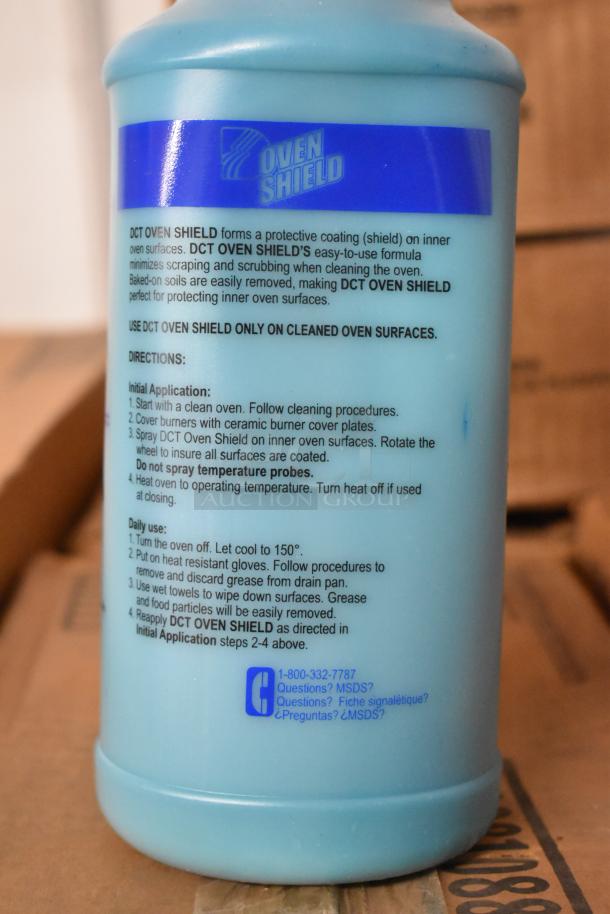 OVEN
SHIELD
DCT OVEN SHIELD forms a protective coating (shield) on inner
oven surfaces. DCT OVEN SHIELD'S easy-to-use formula
minimizes scraping and scrubbing when cleaning the oven.
Baked-on soils are easily removed, making DCT OVEN SHIELD
perfect for protecting inner oven surfaces.
USE DCT OVEN SHIELD ONLY ON CLEANED OVEN SURFACES.
DIRECTIONS:
Initial Application:
1. Start with a clean oven. Follow cleaning procedures.
2. Cover burners with ceramic burner cover plates.
3. Spray DCT Oven Shield on inner oven surfaces. Rotate the
wheel to insure all surfaces are coated.
Do not spray temperature probes.
4. Heat oven to operating temperature. Turn heat off if used
at closing.
AUCTION GROUP
Daily use:
1. Turn the oven off. Let cool to 150°.
2. Put on heat resistant gloves. Follow procedures to
remove and discard grease from drain pan.
3. Use wet towels to wipe down surfaces. Grease
and food particles will be easily removed.
4. Reapply DCT OVEN SHIELD as directed in
Initial Application steps 2-4 above.
1-800-332-7787
Questions? MSDS?
Questions? Fiche signalétique?
¿Preguntas? ¿MSDS?